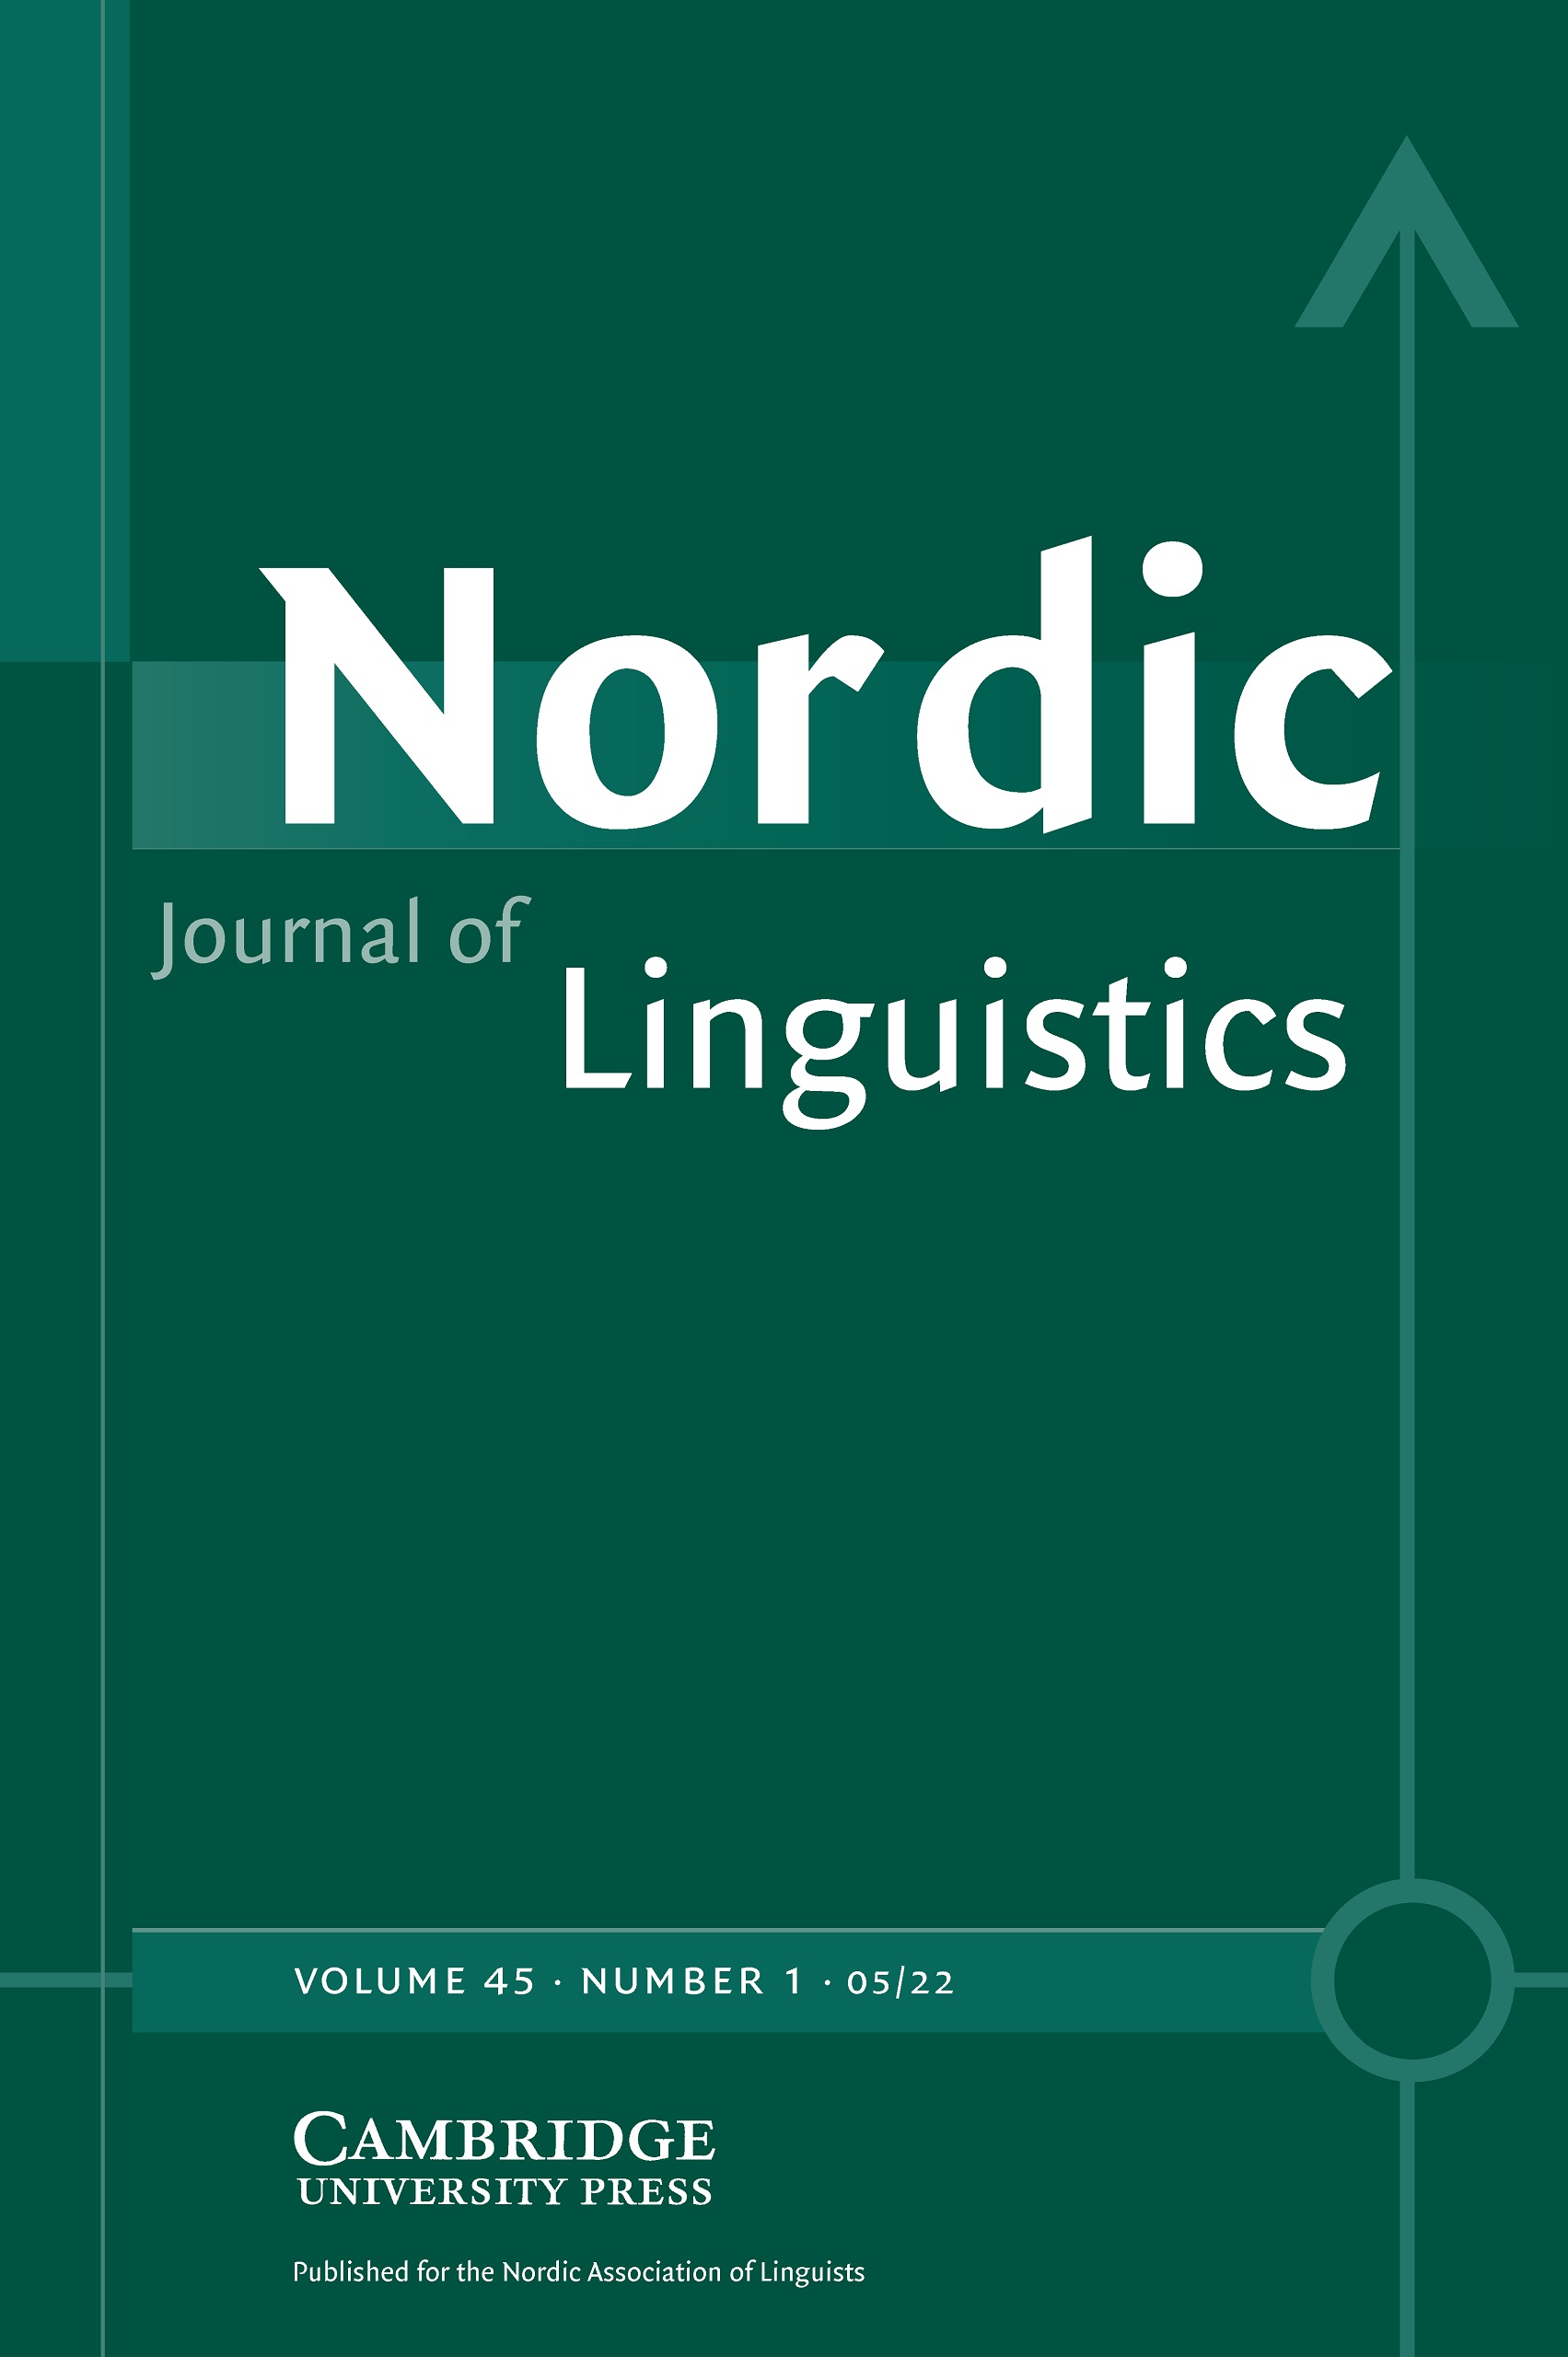 Nordic
Journal of
Linguistics
VOLUME 45 · NUMBER 1 · 05/22
CAMBRIDGE
UNIVERSITY PRESS
Published for the Nordic Association of Linguists